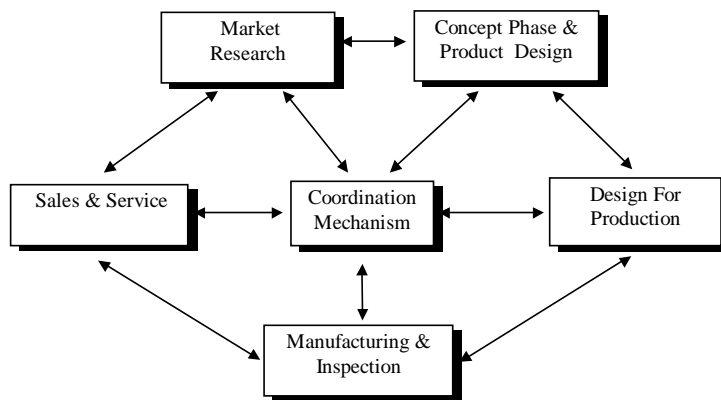 Market
Research
Concept Phase &
Product Design
Sales & Service
Coordination
Mechanism
Design For
Production
Manufacturing &
Inspection